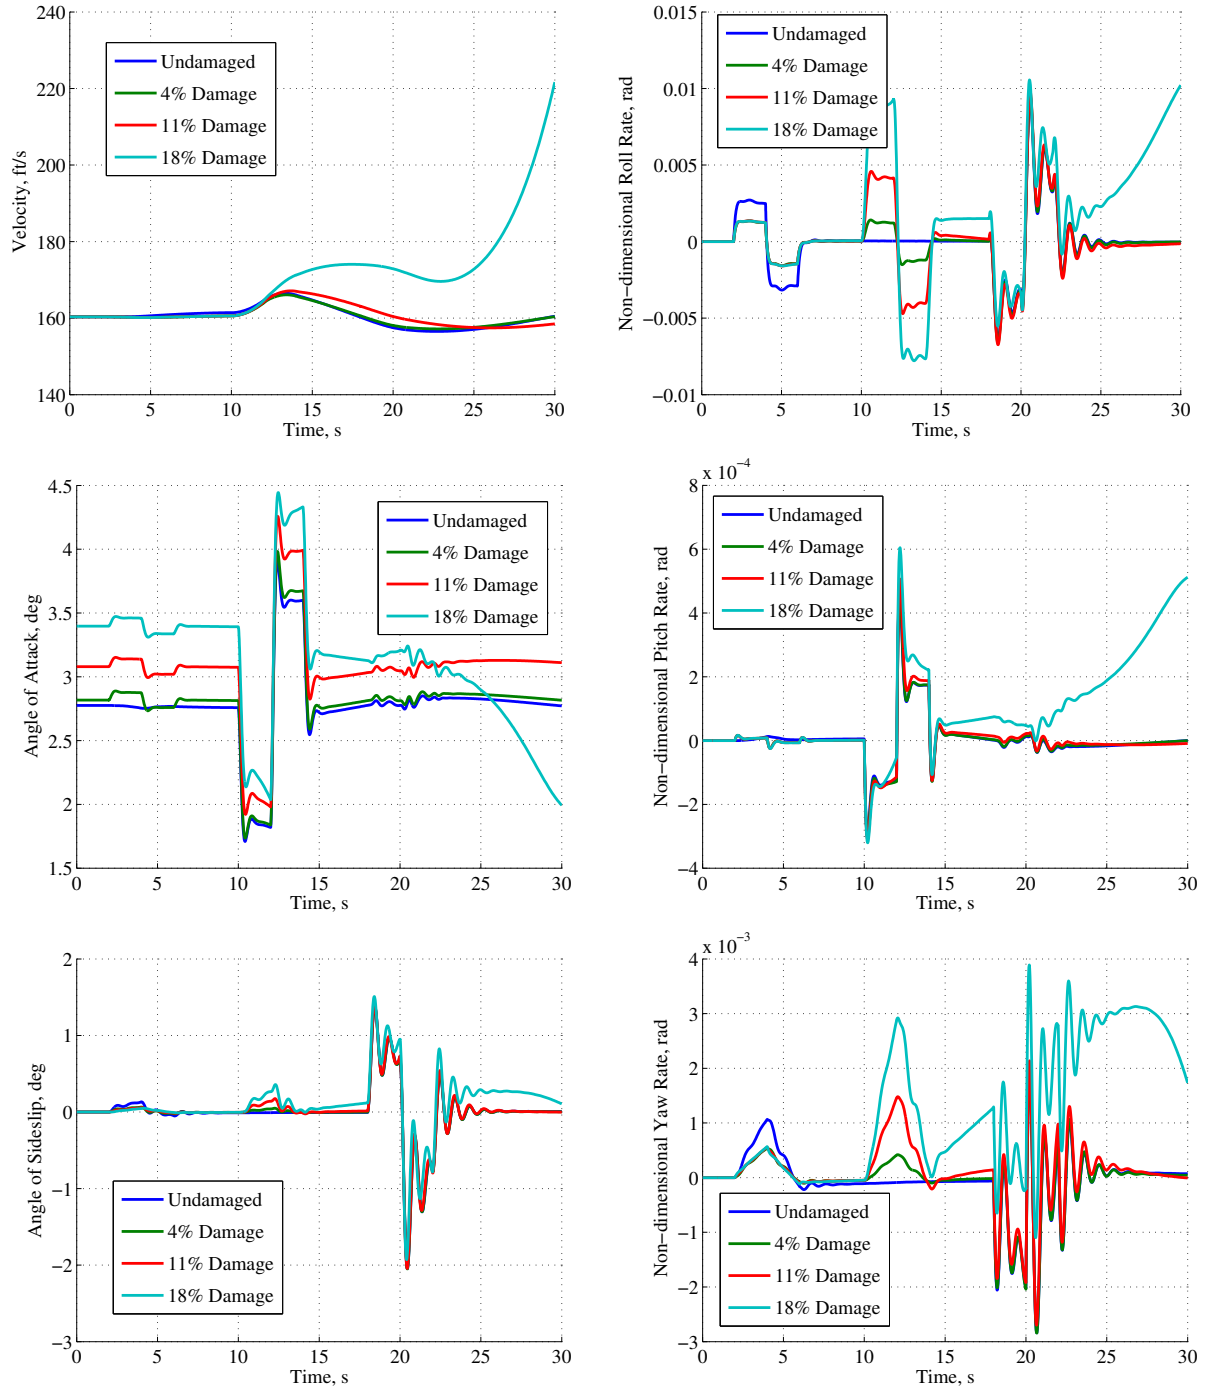 240
220
200
180
160
140
0 5 10 15 20 25 30
Velocity, ft/s
Time, s
Undamaged
4% Damage
11% Damage
18% Damage
0.015
0.01
0.005
0
−0.005
−0.01
0 5 10 15 20 25 30
Non−dimensional Roll Rate, rad
Time, s
Undamaged
4% Damage
11% Damage
18% Damage
4.5
4
3.5
3
2.5
2
1.5
0 5 10 15 20 25 30
Angle of Attack, deg
Time, s
Undamaged
4% Damage
11% Damage
18% Damage
x 10⁻⁴
8
6
4
2
0
−2
−4
0 5 10 15 20 25 30
Non−dimensional Pitch Rate, rad
Time, s
Undamaged
4% Damage
11% Damage
18% Damage
2
1
0
−1
−2
−3
0 5 10 15 20 25 30
Angle of Sideslip, deg
Time, s
Undamaged
4% Damage
11% Damage
18% Damage
x 10⁻³
4
3
2
1
0
−1
−2
−3
0 5 10 15 20 25 30
Non−dimensional Yaw Rate, rad
Time, s
Undamaged
4% Damage
11% Damage
18% Damage